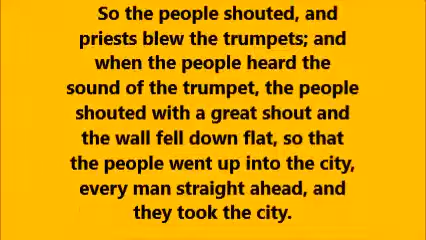 So the people shouted, and
priests blew the trumpets; and
when the people heard the
sound of the trumpet, the people
shouted with a great shout and
the wall fell down flat, so that
the people went up into the city,
every man straight ahead, and
they took the city.